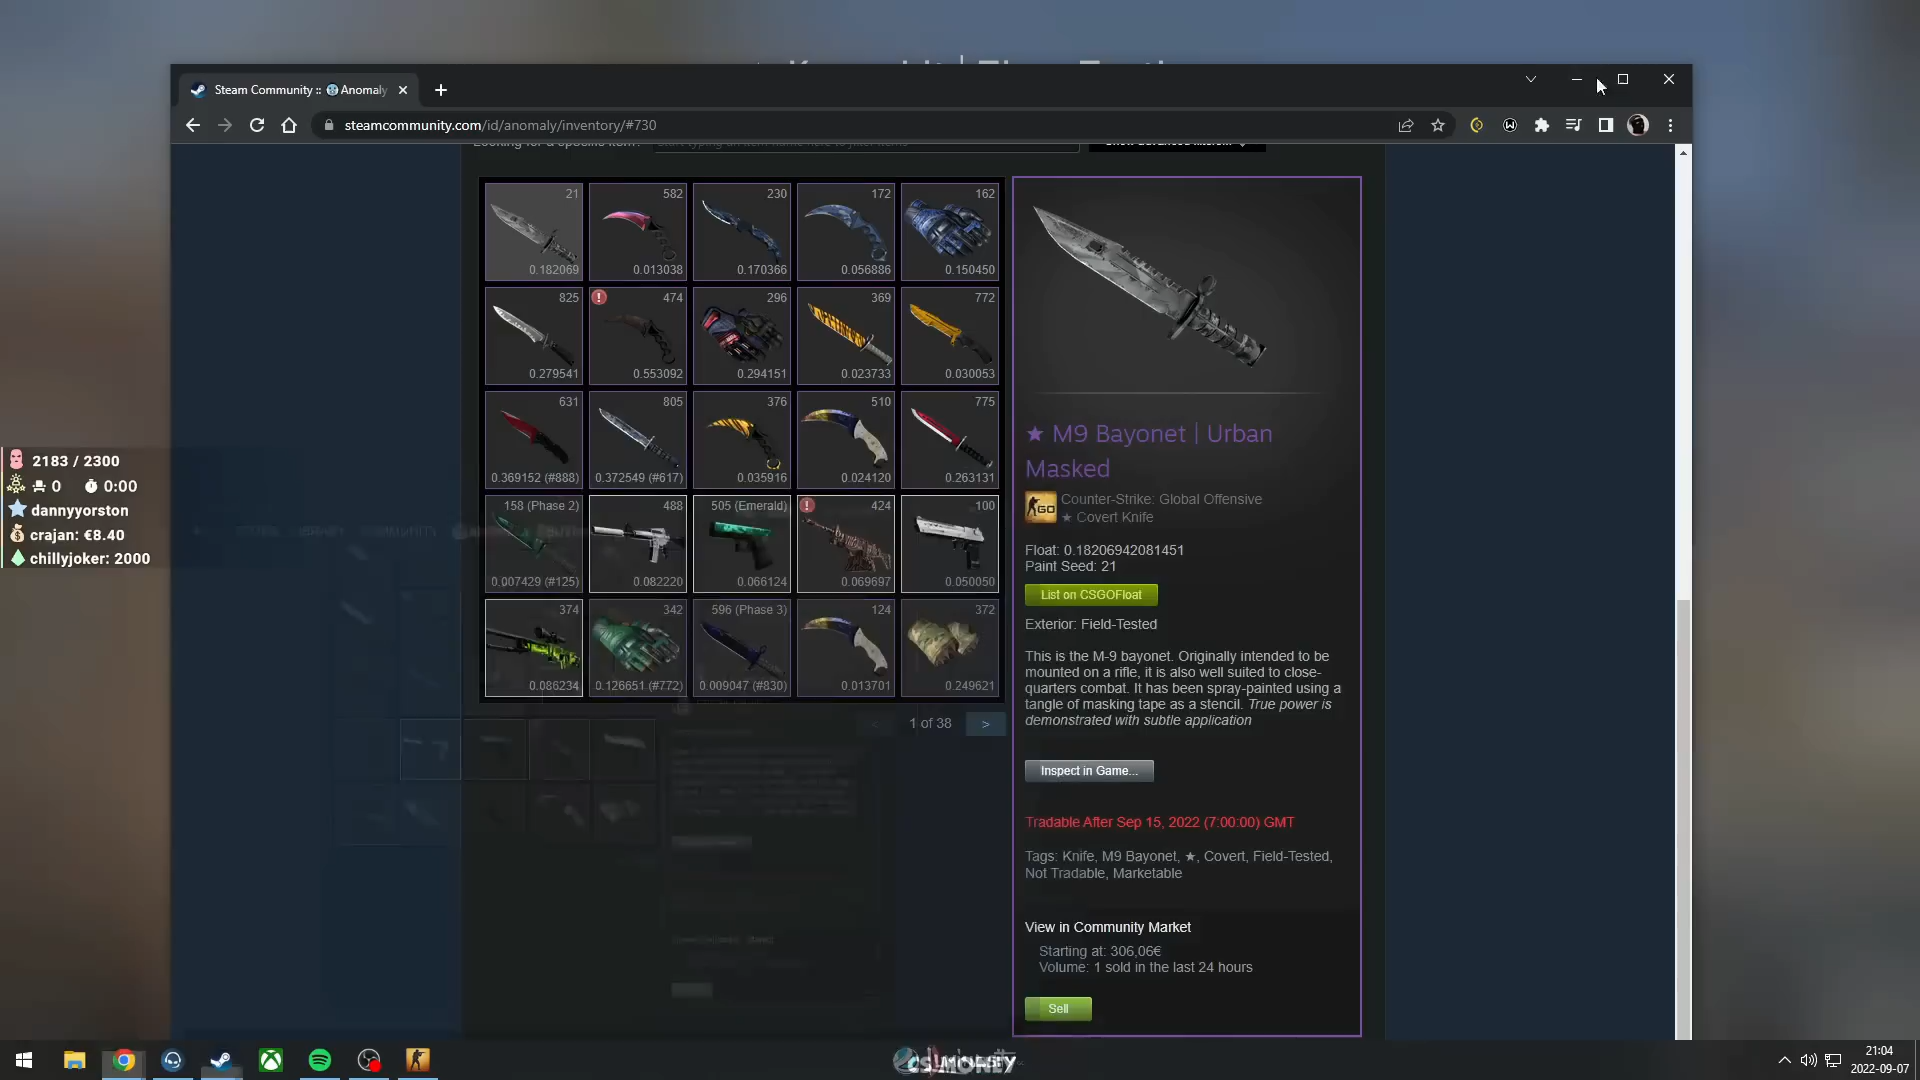 Steam Community :: Anomaly
steamcommunity.com/id/anomaly/inventory/#730
21
582
230
172
162
0.182069
0.013038
0.170366
0.056886
0.150450
825
474
296
369
772
0.279541
0.553092
0.294151
0.023733
0.030053
631
805
376
510
775
0.369152 (#888)
0.372549 (#617)
0.035916
0.024120
0.263131
158 (Phase 2)
488
505 (Emerald)
424
100
0.007429 (#125)
0.082220
0.066124
0.069697
0.050050
374
342
596 (Phase 3)
124
372
0.086234
0.126651 (#772)
0.009047 (#830)
0.013701
0.249621
< 1 of 38 >
★ M9 Bayonet | Urban
Masked
Counter-Strike: Global Offensive
★ Covert Knife
Float: 0.18206942081451
Paint Seed: 21
List on CSGOFloat
Exterior: Field-Tested
This is the M-9 bayonet. Originally intended to be
mounted on a rifle, it is also well suited to close-
quarters combat. It has been spray-painted using a
tangle of masking tape as a stencil. True power is
demonstrated with subtle application
Inspect in Game...
Tradable After Sep 15, 2022 (7:00:00) GMT
Tags: Knife, M9 Bayonet, ★, Covert, Field-Tested,
Not Tradable, Marketable
View in Community Market
Starting at: 306,06€
Volume: 1 sold in the last 24 hours
Sell
2183 / 2300
0 0:00
dannyyorston
crajan: €8.40
chillyjoker: 2000
21:04
2022-09-07